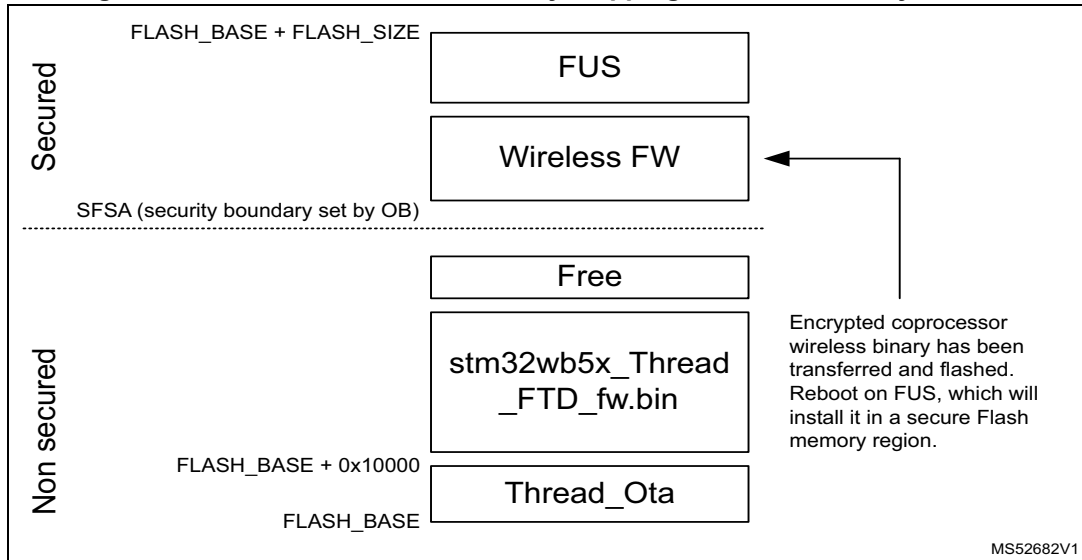 FLASH_BASE + FLASH_SIZE
FUS
Secured
Wireless FW
SFSA (security boundary set by OB)
Free
Encrypted coprocessor
wireless binary has been
transferred and flashed.
Reboot on FUS, which will
install it in a secure Flash
memory region.
stm32wb5x_Thread
_FTD_fw.bin
Non secured
FLASH_BASE + 0x10000
Thread_Ota
FLASH_BASE
MS52682V1